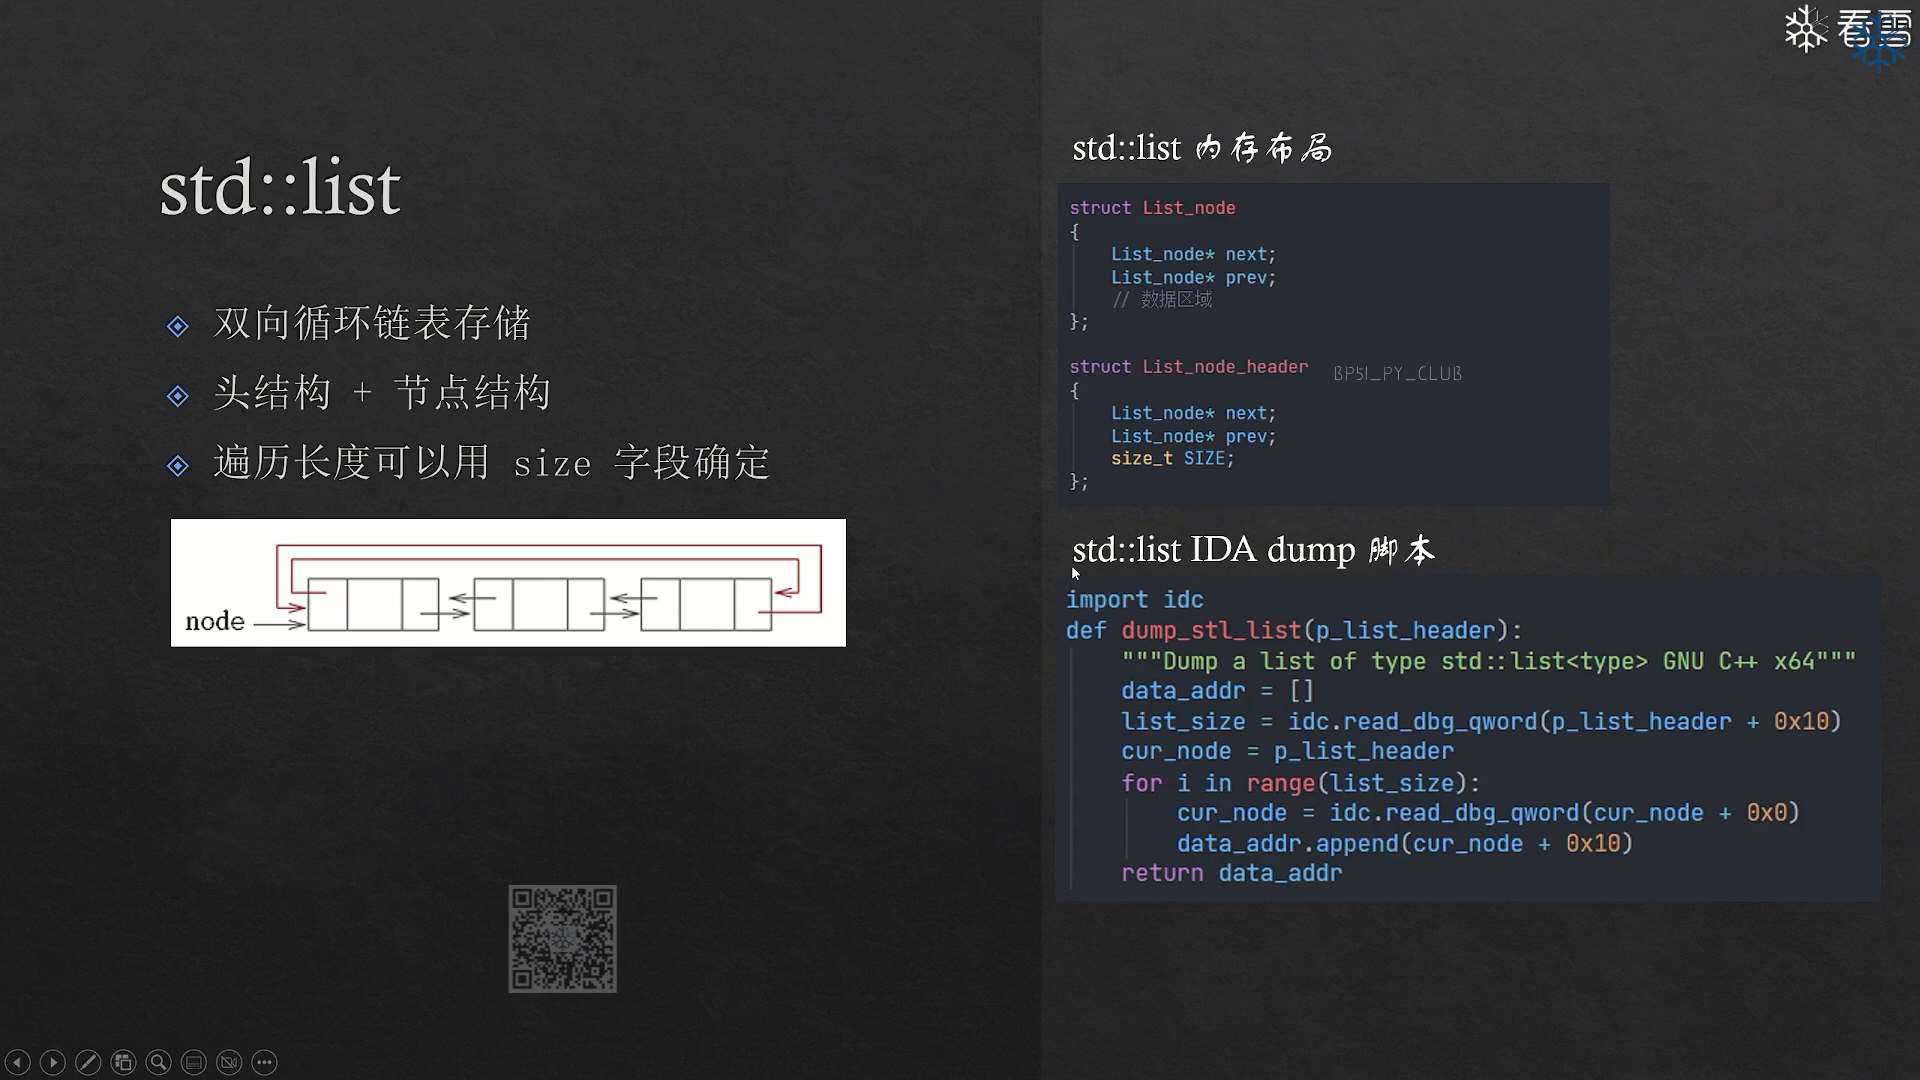 看雪
std::list
双向循环链表存储
头结构 + 节点结构
遍历长度可以用 size 字段确定
node
std::list 内存布局
struct List_node
{
    List_node* next;
    List_node* prev;
    // 数据区域
};
struct List_node_header
BP51_PY_CLUB
{
    List_node* next;
    List_node* prev;
    size_t SIZE;
};
std::list IDA dump 脚本
import idc
def dump_stl_list(p_list_header):
    """Dump a list of type std::list<type> GNU C++ x64"""
    data_addr = []
    list_size = idc.read_dbg_qword(p_list_header + 0x10)
    cur_node = p_list_header
    for i in range(list_size):
        cur_node = idc.read_dbg_qword(cur_node + 0x0)
        data_addr.append(cur_node + 0x10)
    return data_addr